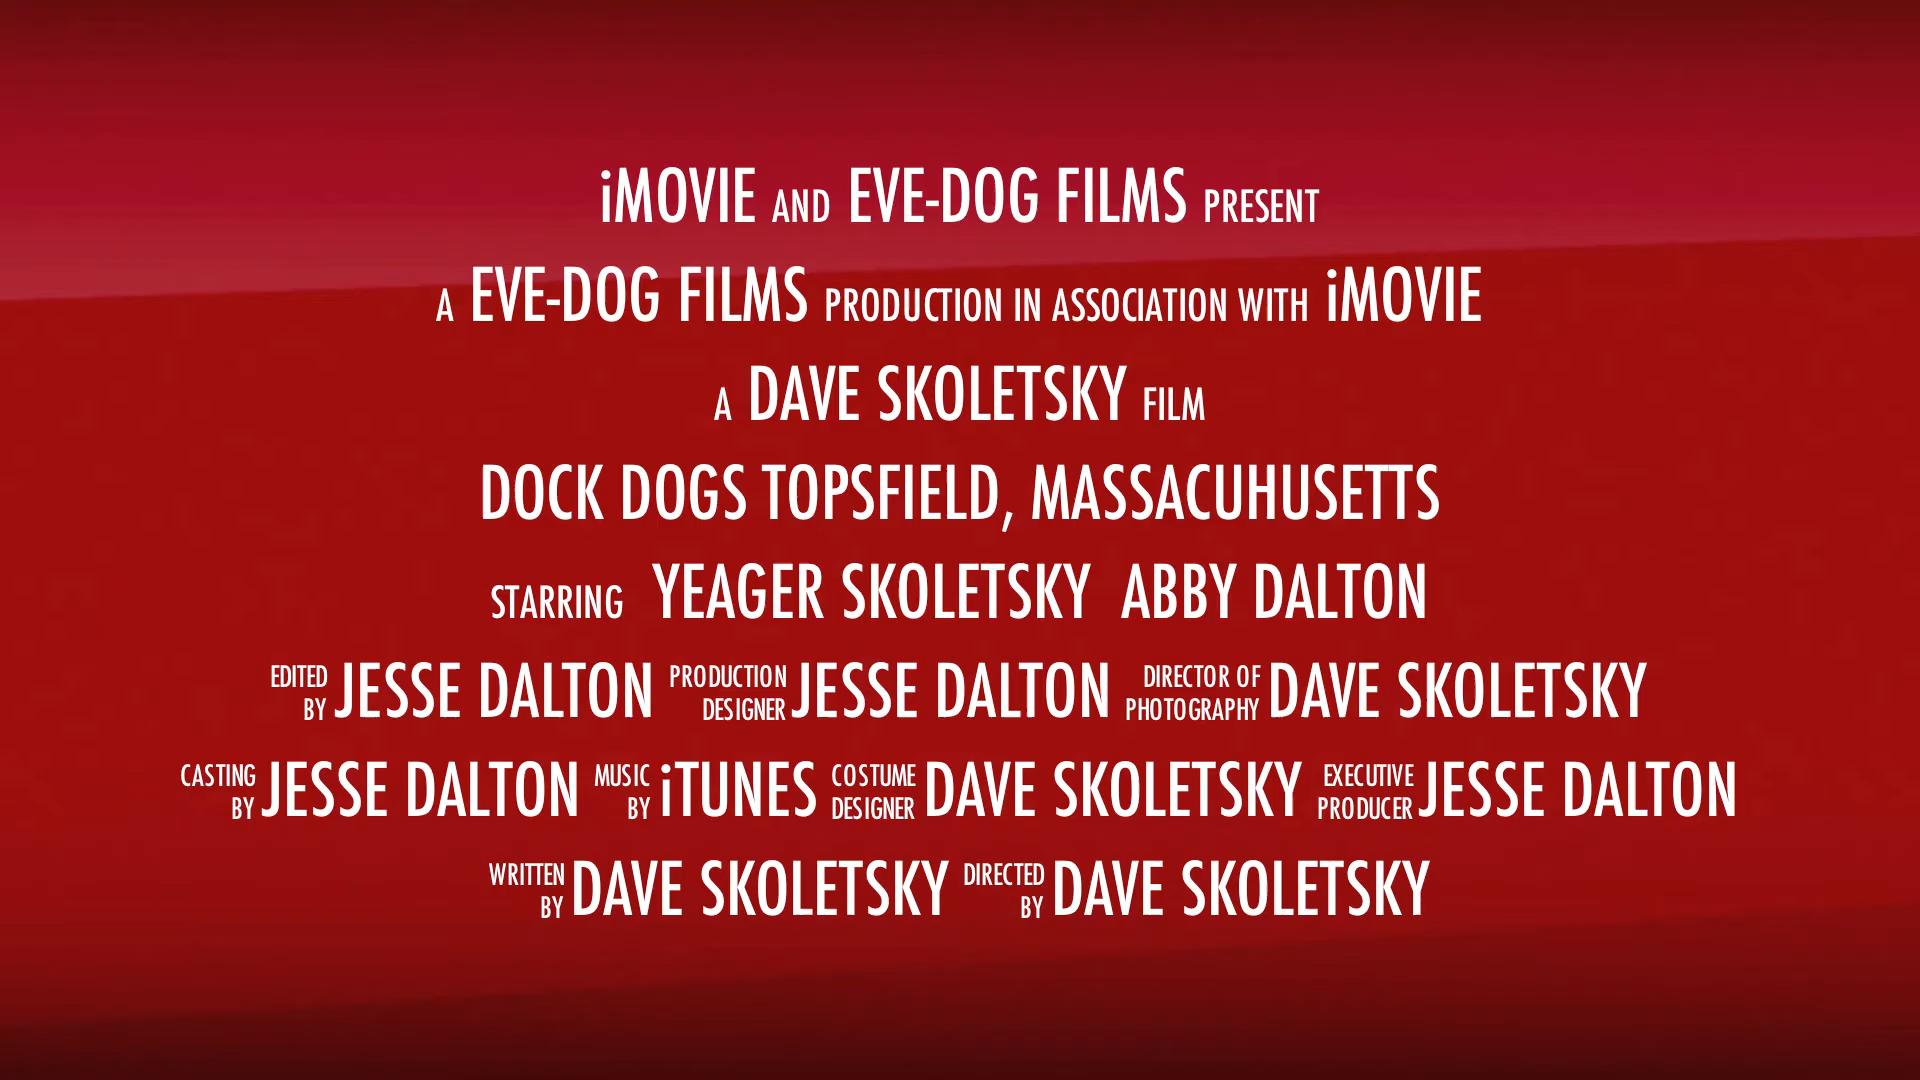 iMOVIE AND EVE-DOG FILMS PRESENT
A EVE-DOG FILMS PRODUCTION IN ASSOCIATION WITH iMOVIE
A DAVE SKOLETSKY FILM
DOCK DOGS TOPSFIELD, MASSACUHUSETTS
STARRING YEAGER SKOLETSKY ABBY DALTON
EDITED BY JESSE DALTON PRODUCTION DESIGNER JESSE DALTON DIRECTOR OF PHOTOGRAPHY DAVE SKOLETSKY
CASTING BY JESSE DALTON MUSIC BY iTUNES COSTUME DESIGNER DAVE SKOLETSKY EXECUTIVE PRODUCER JESSE DALTON
WRITTEN BY DAVE SKOLETSKY DIRECTED BY DAVE SKOLETSKY